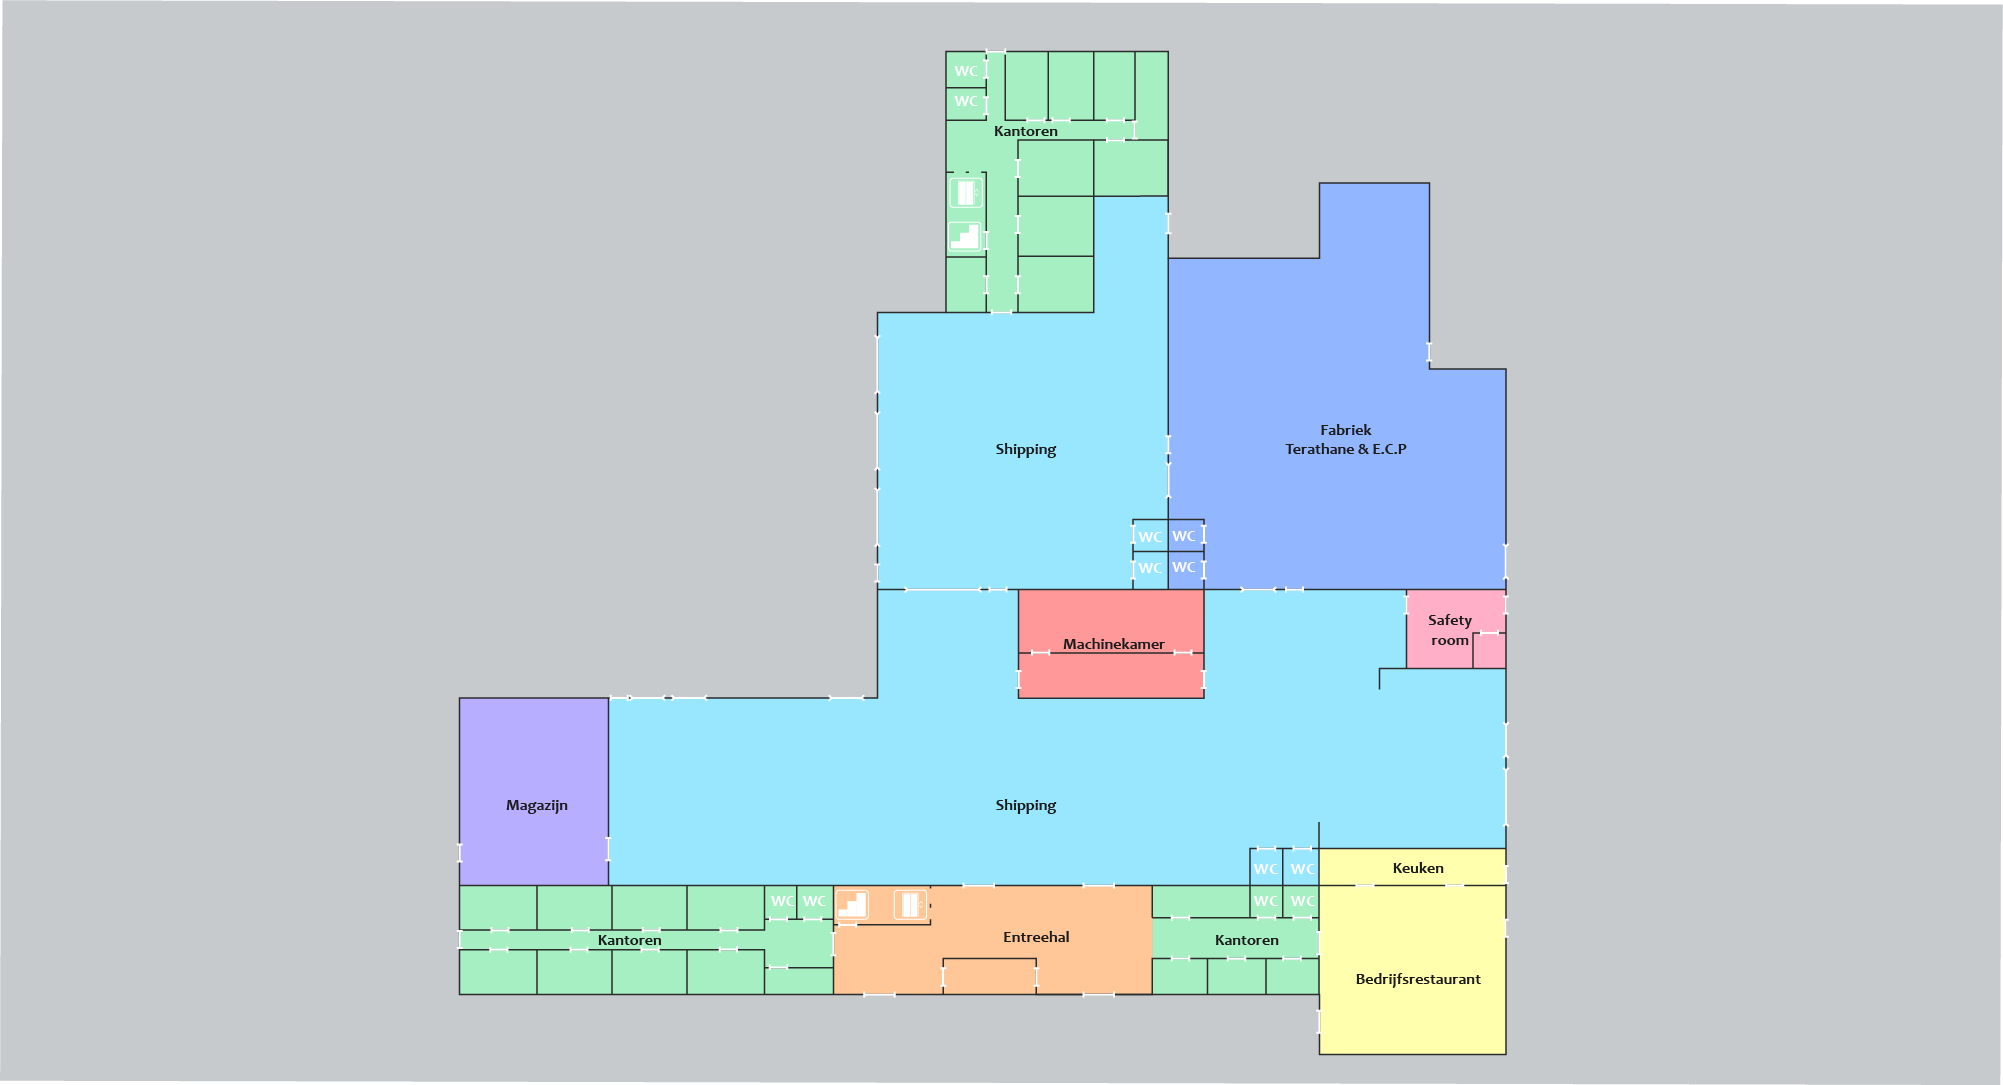 WC
WC
Kantoren
Fabriek
Terathane & E.C.P
Shipping
WC WC
WC WC
Safety
room
Machinekamer
Magazijn
Shipping
WC WC
Keuken
WC WC
WC WC
Kantoren
Entreehal
Kantoren
Bedrijfsrestaurant